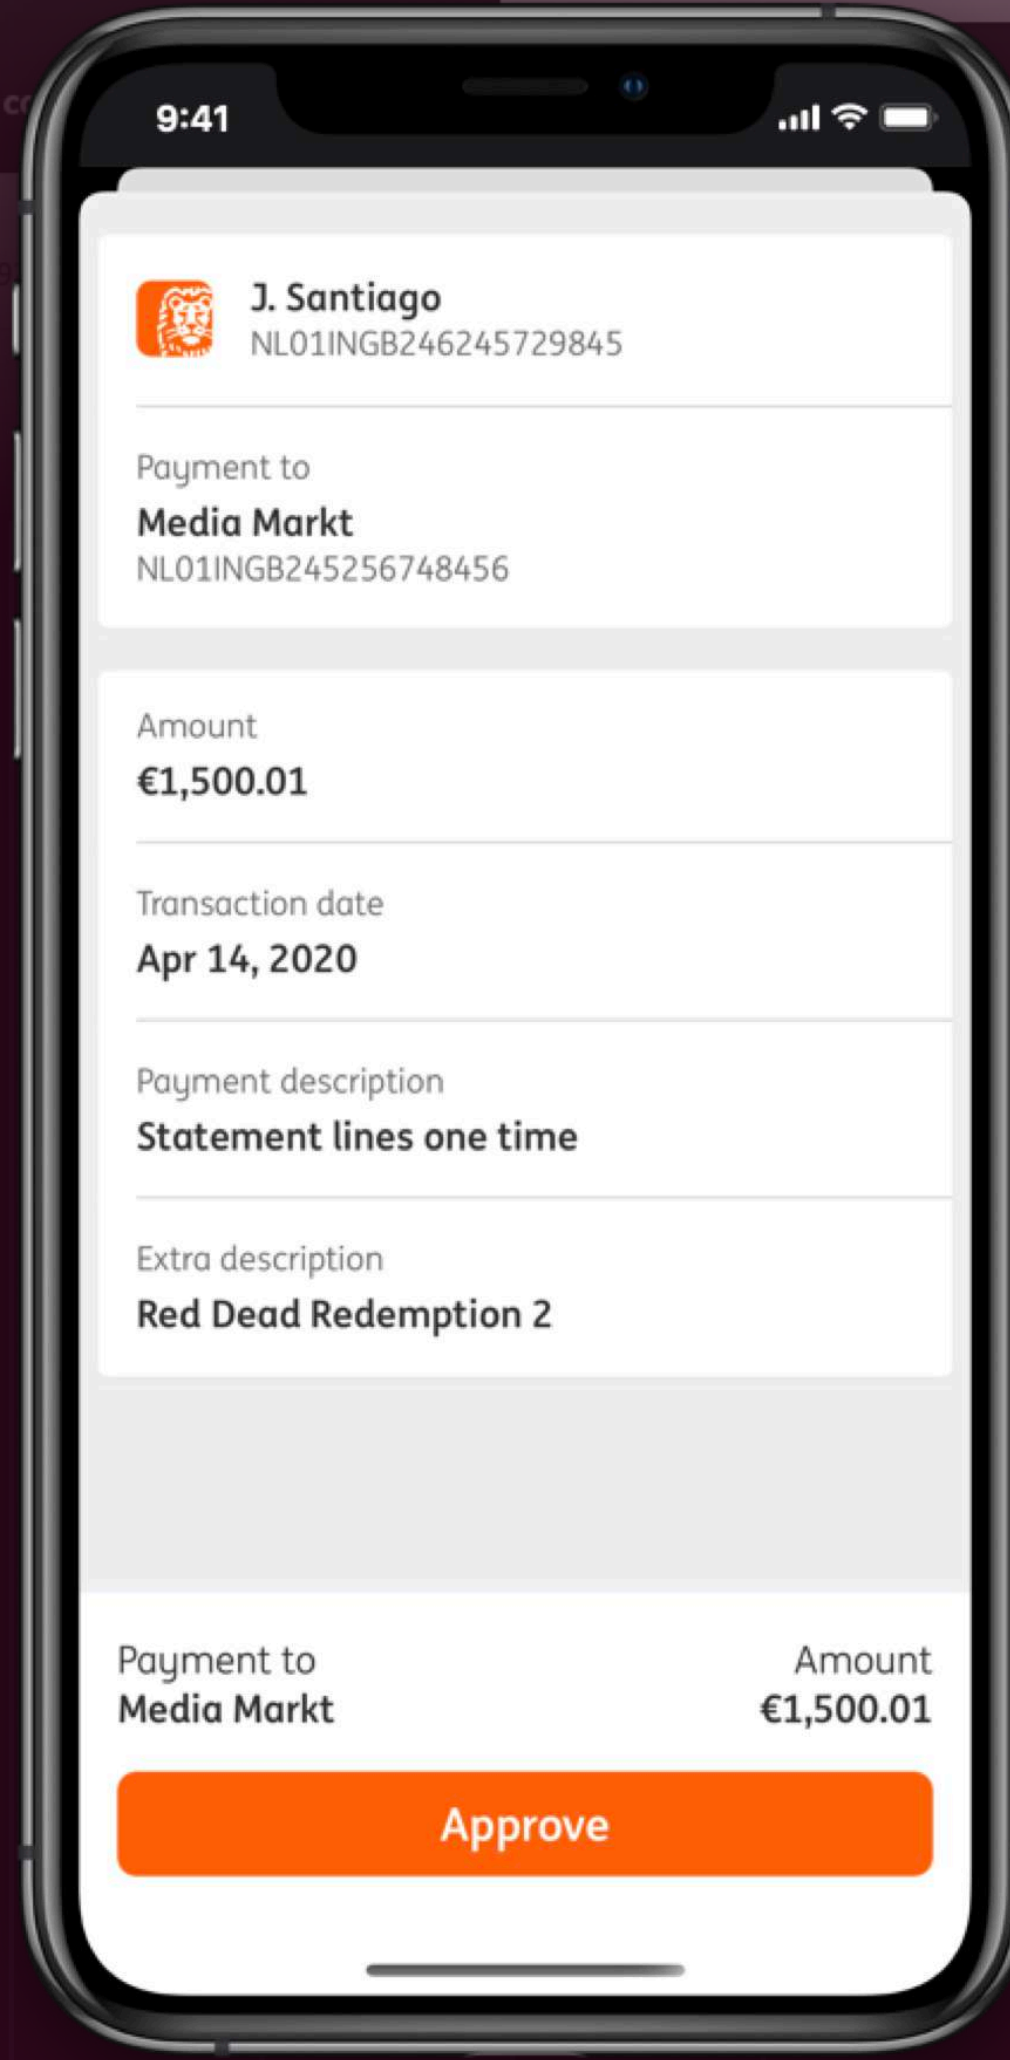 9:41
J. Santiago
NL01INGB246245729845
Payment to
Media Markt
NL01INGB245256748456
Amount
€1,500.01
Transaction date
Apr 14, 2020
Payment description
Statement lines one time
Extra description
Red Dead Redemption 2
Payment to
Amount
Media Markt
€1,500.01
Approve